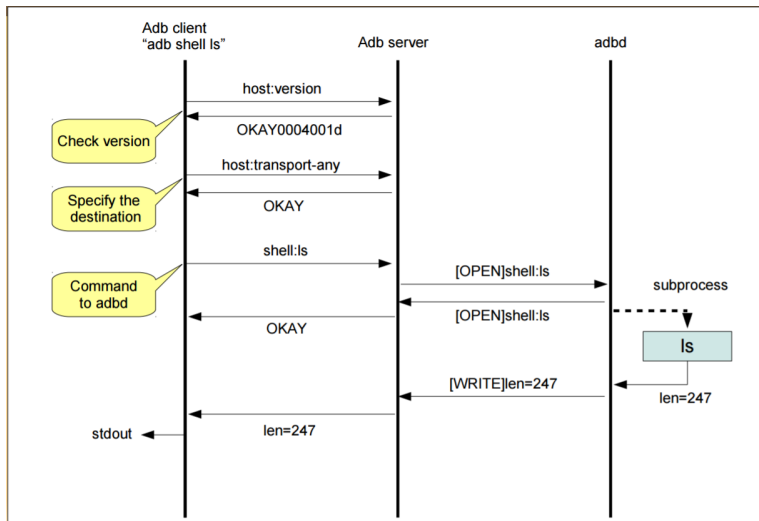 Adb client
"adb shell ls"
Adb server
adbd
host:version
OKAY0004001d
Check version
host:transport-any
OKAY
Specify the
destination
shell:ls
[OPEN]shell:ls
Command
to adbd
[OPEN]shell:ls
subprocess
OKAY
ls
[WRITE]len=247
len=247
len=247
stdout